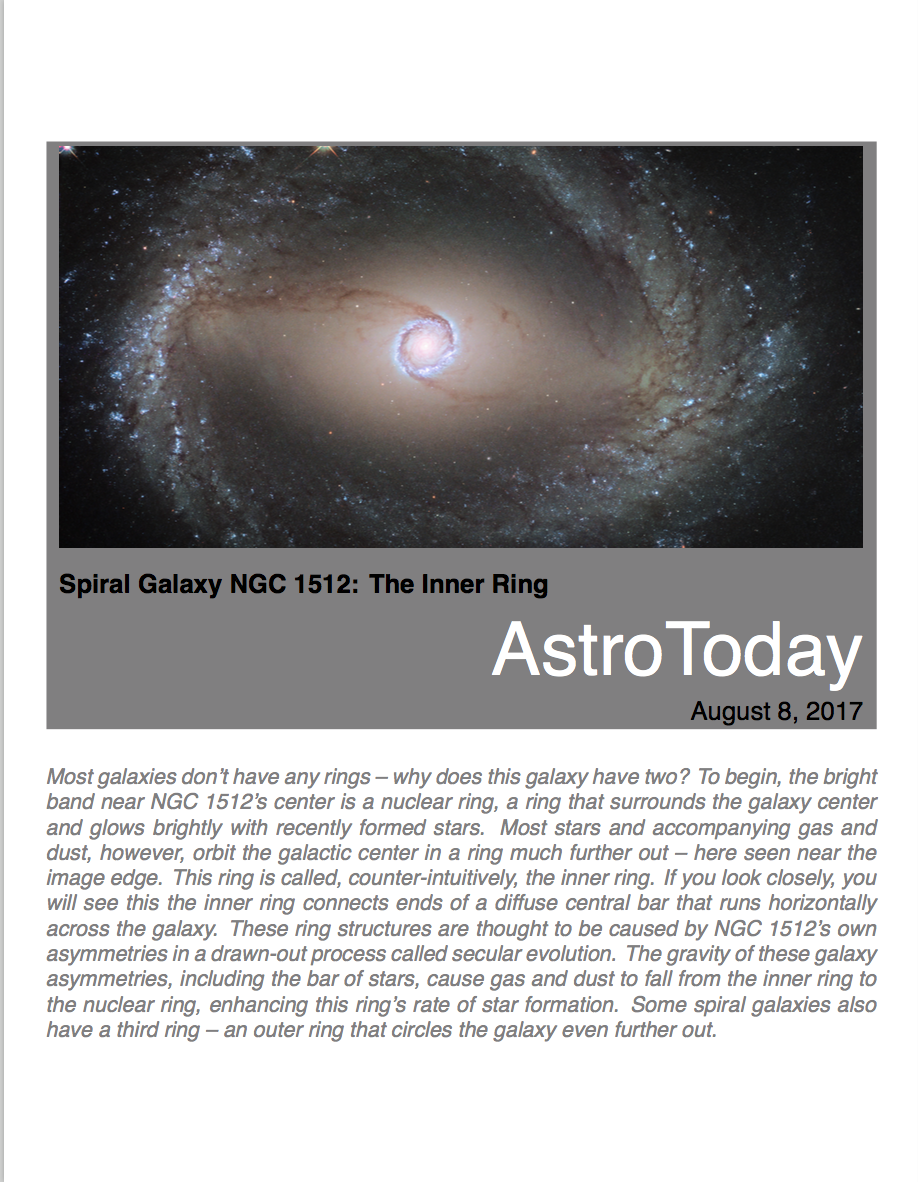 Spiral Galaxy NGC 1512: The Inner Ring
AstroToday
August 8, 2017
Most galaxies don't have any rings – why does this galaxy have two? To begin, the bright
band near NGC 1512's center is a nuclear ring, a ring that surrounds the galaxy center
and glows brightly with recently formed stars. Most stars and accompanying gas and
dust, however, orbit the galactic center in a ring much further out – here seen near the
image edge. This ring is called, counter-intuitively, the inner ring. If you look closely, you
will see this the inner ring connects ends of a diffuse central bar that runs horizontally
across the galaxy. These ring structures are thought to be caused by NGC 1512's own
asymmetries in a drawn-out process called secular evolution. The gravity of these galaxy
asymmetries, including the bar of stars, cause gas and dust to fall from the inner ring to
the nuclear ring, enhancing this ring's rate of star formation. Some spiral galaxies also
have a third ring – an outer ring that circles the galaxy even further out.